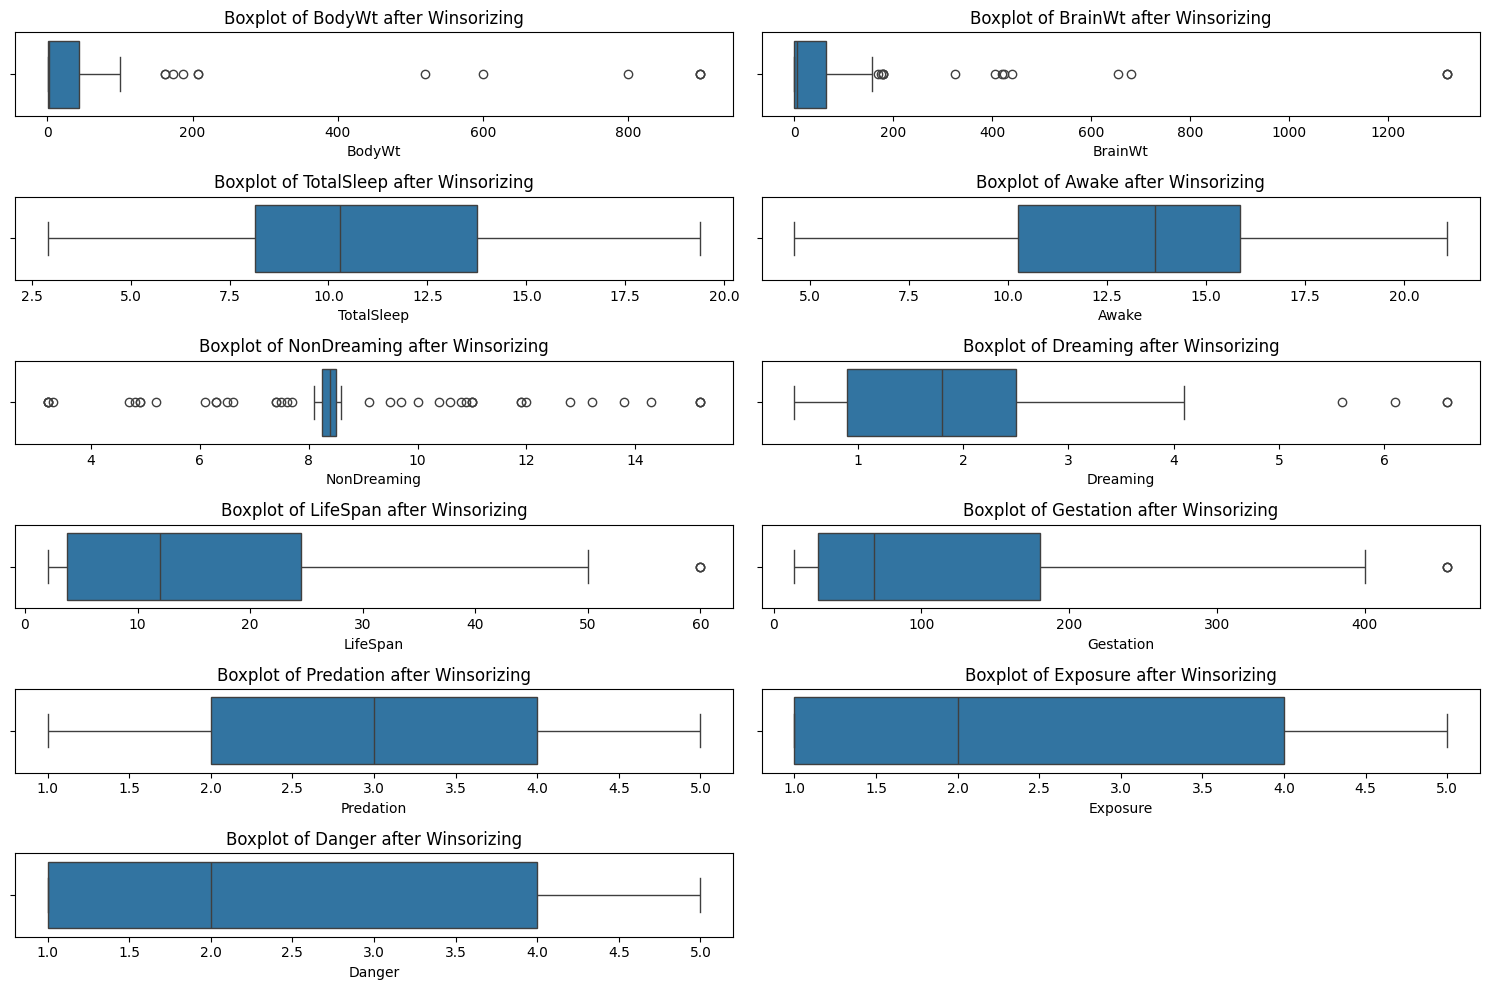 Boxplot of BodyWt after Winsorizing
0 200 400 600 800
BodyWt
Boxplot of BrainWt after Winsorizing
0 200 400 600 800 1000 1200
BrainWt
Boxplot of TotalSleep after Winsorizing
2.5 5.0 7.5 10.0 12.5 15.0 17.5 20.0
TotalSleep
Boxplot of Awake after Winsorizing
5.0 7.5 10.0 12.5 15.0 17.5 20.0
Awake
Boxplot of NonDreaming after Winsorizing
4 6 8 10 12 14
NonDreaming
Boxplot of Dreaming after Winsorizing
1 2 3 4 5 6
Dreaming
Boxplot of LifeSpan after Winsorizing
0 10 20 30 40 50 60
LifeSpan
Boxplot of Gestation after Winsorizing
0 100 200 300 400
Gestation
Boxplot of Predation after Winsorizing
1.0 1.5 2.0 2.5 3.0 3.5 4.0 4.5 5.0
Predation
Boxplot of Exposure after Winsorizing
1.0 1.5 2.0 2.5 3.0 3.5 4.0 4.5 5.0
Exposure
Boxplot of Danger after Winsorizing
1.0 1.5 2.0 2.5 3.0 3.5 4.0 4.5 5.0
Danger